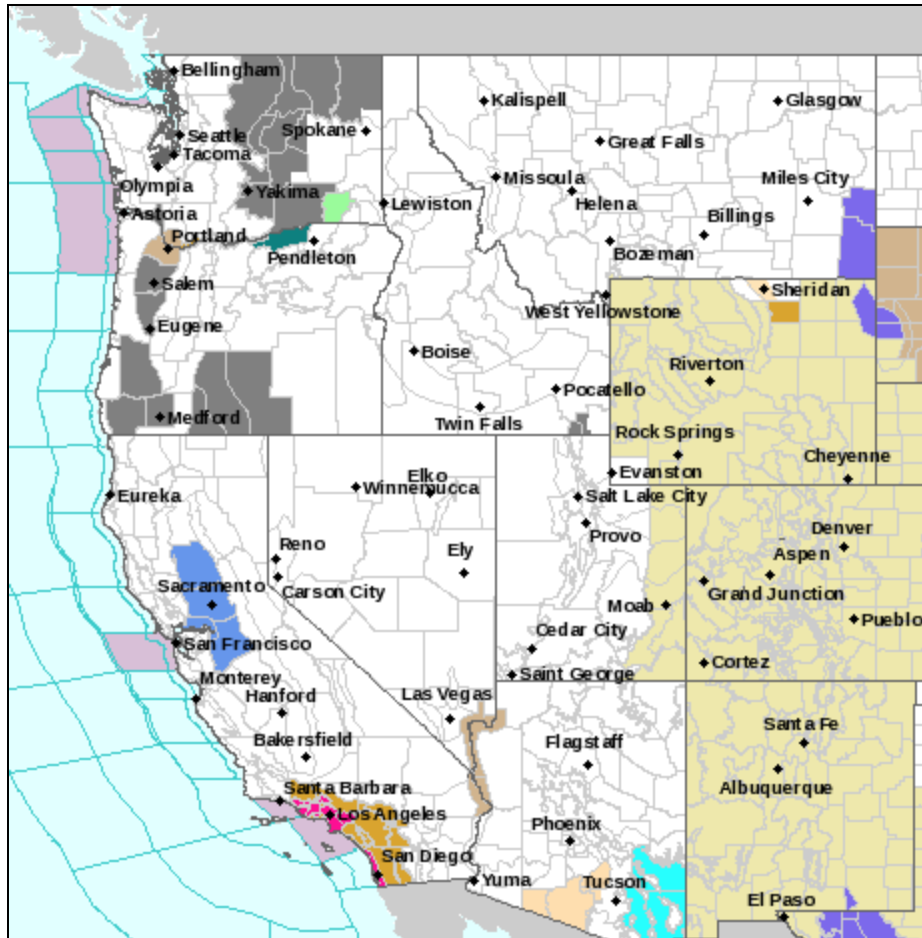 Bellingham
Kalispell
Glasgow
Seattle
Spokane
Great Falls
Tacoma
Olympia
Yakima
Missoula
Miles City
Lewiston
Helena
Billings
Astoria
Portland
Pendleton
Bozeman
Salem
Sheridan
West Yellowstone
Eugene
Boise
Riverton
Pocatello
Medford
Twin Falls
Rock Springs
Cheyenne
Elko
Evanston
Eureka
Winnemucca
Salt Lake City
Denver
Provo
Reno
Ely
Aspen
Sacramento
Carson City
Grand Junction
Moab
Pueblo
Cedar City
San Francisco
Cortez
Saint George
Monterey
Hanford
Las Vegas
Santa Fe
Bakersfield
Flagstaff
Albuquerque
Santa Barbara
Los Angeles
Phoenix
San Diego
Yuma
Tucson
El Paso